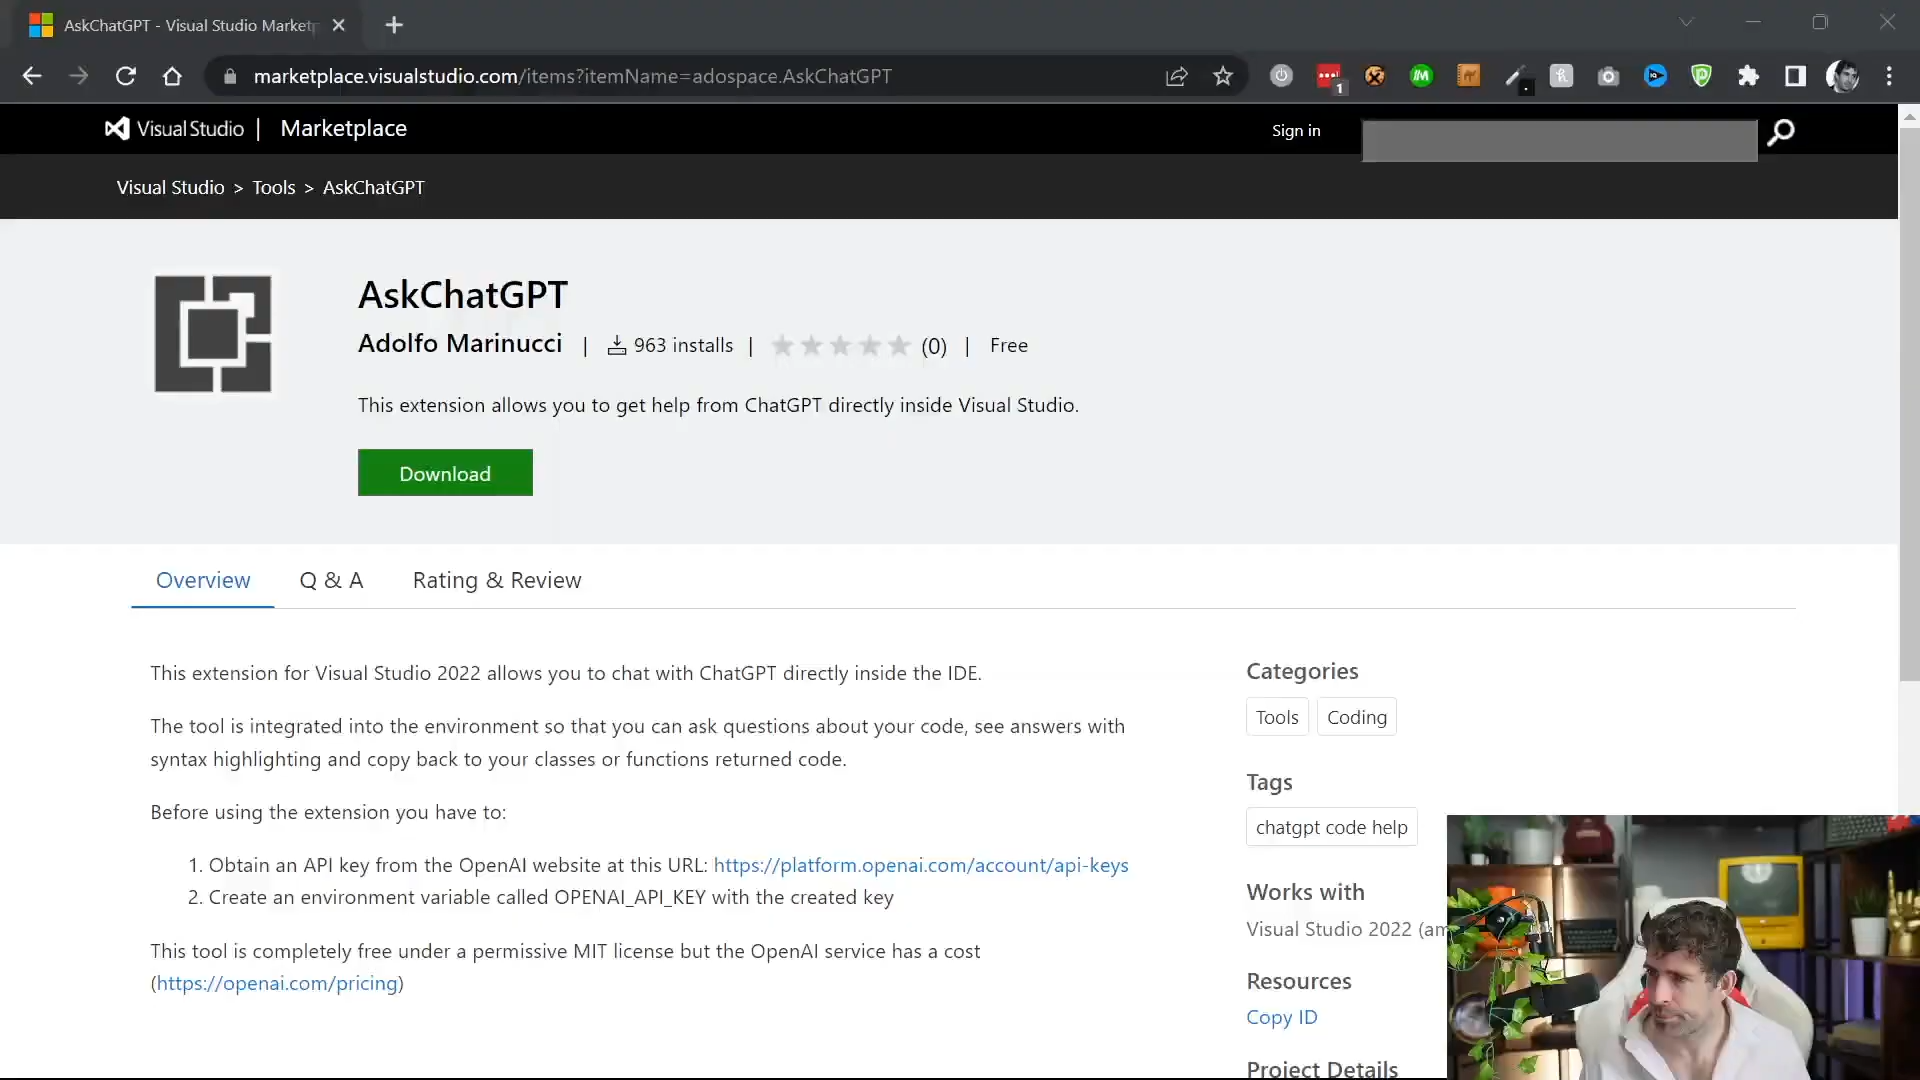 AskChatGPT - Visual Studio Market
marketplace.visualstudio.com/items?itemName=adospace.AskChatGPT
1
Visual Studio | Marketplace
Sign in
Visual Studio > Tools > AskChatGPT
AskChatGPT
Adolfo Marinucci | 963 installs | (0) | Free
This extension allows you to get help from ChatGPT directly inside Visual Studio.
Download
Overview
Q & A
Rating & Review
This extension for Visual Studio 2022 allows you to chat with ChatGPT directly inside the IDE.
The tool is integrated into the environment so that you can ask questions about your code, see answers with
syntax highlighting and copy back to your classes or functions returned code.
Before using the extension you have to:
1. Obtain an API key from the OpenAI website at this URL: https://platform.openai.com/account/api-keys
2. Create an environment variable called OPENAI_API_KEY with the created key
This tool is completely free under a permissive MIT license but the OpenAI service has a cost
(https://openai.com/pricing)
Categories
Tools
Coding
Tags
chatgpt code help
Works with
Visual Studio 2022 (am
Resources
Copy ID
Project Details